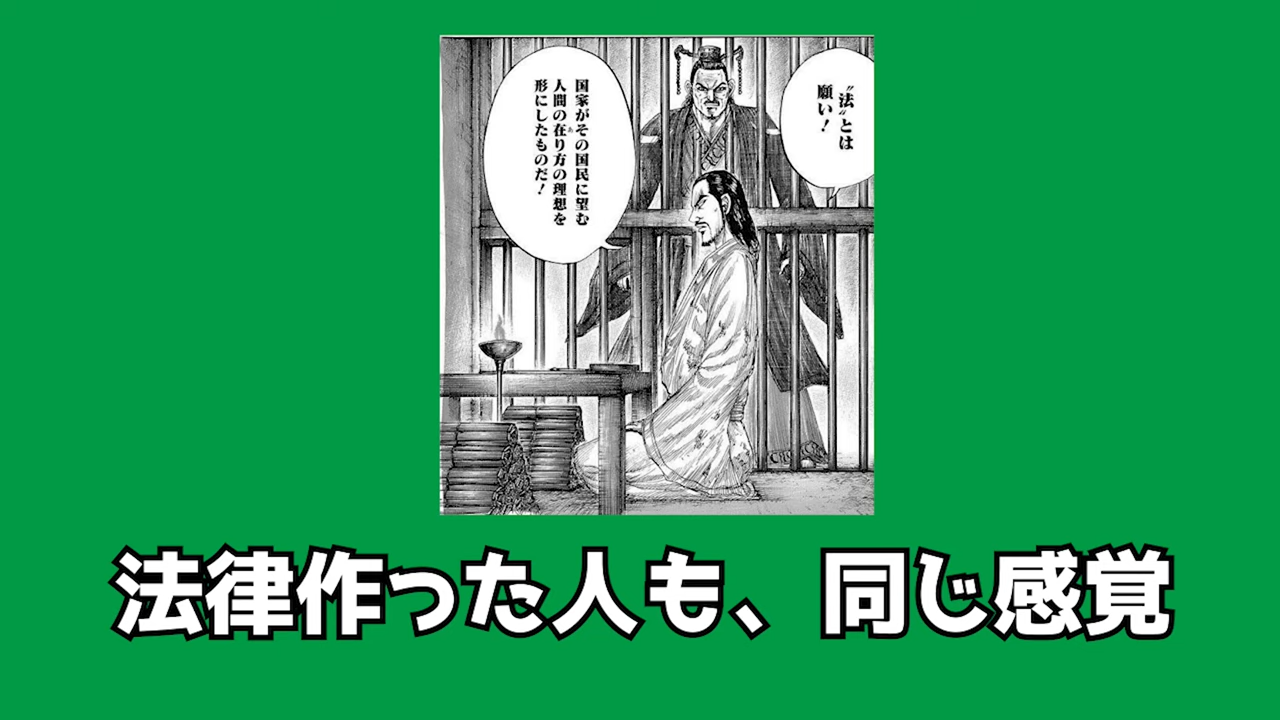 〝法〟とは
願い！
国家がその国民に望む
人間の在り方の理想を
形にしたものだ！
法律作った人も、同じ感覚